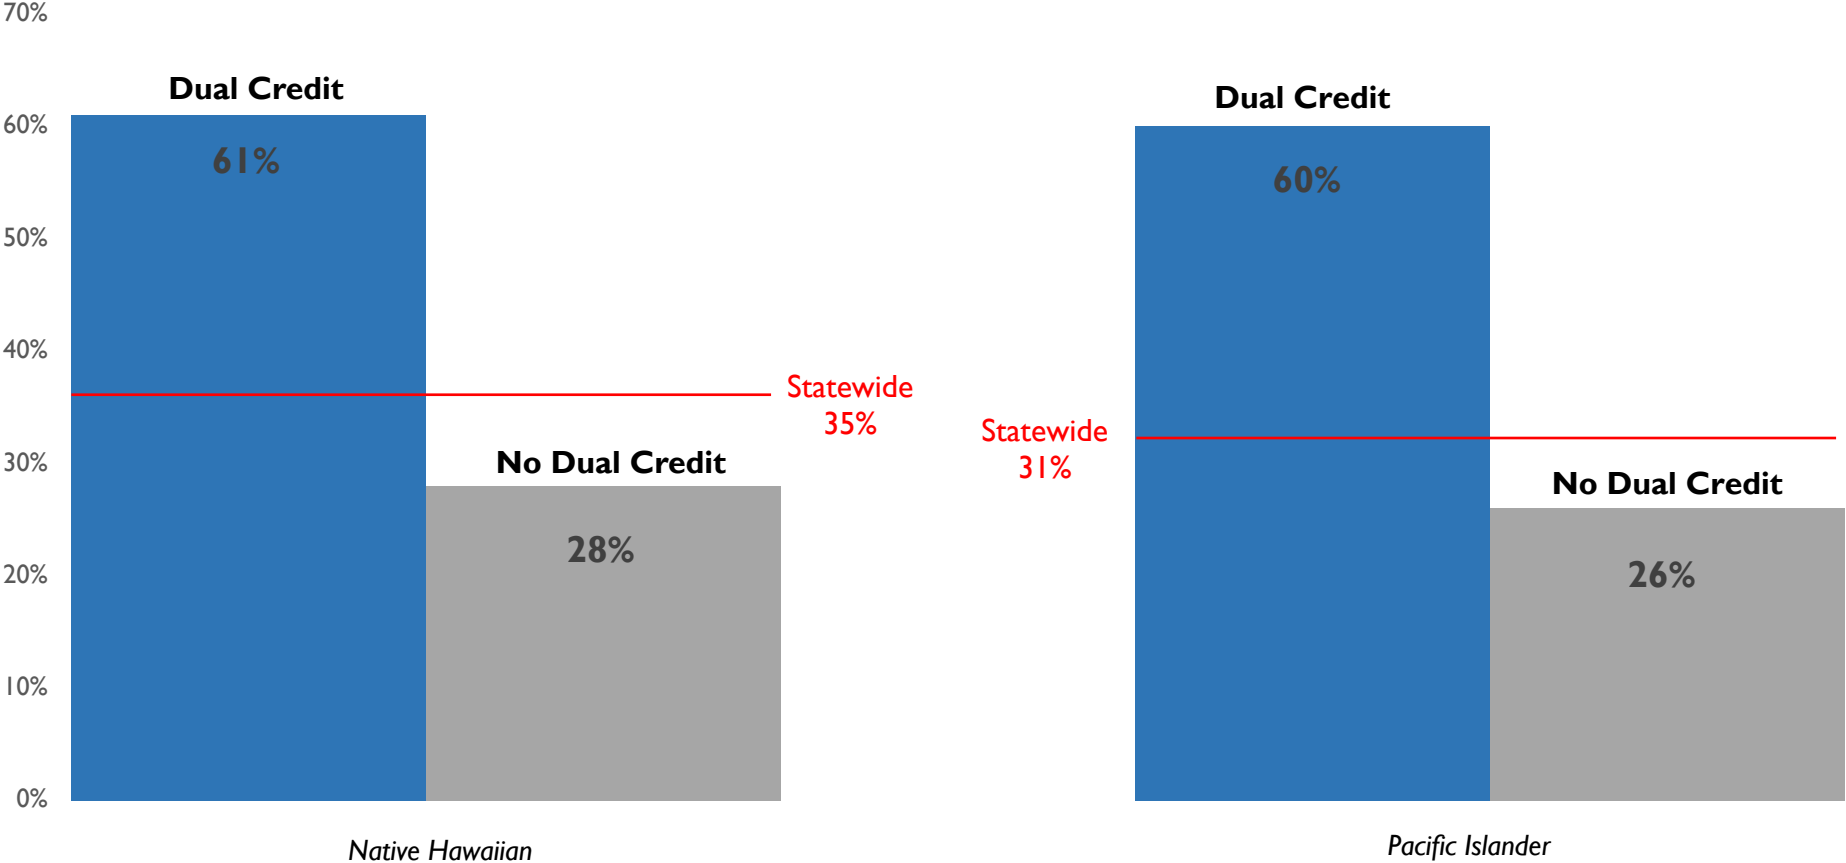 70%
60%
50%
40%
30%
20%
10%
0%
Dual Credit
61%
Statewide
35%
No Dual Credit
28%
Native Hawaiian
Dual Credit
60%
Statewide
31%
No Dual Credit
26%
Pacific Islander